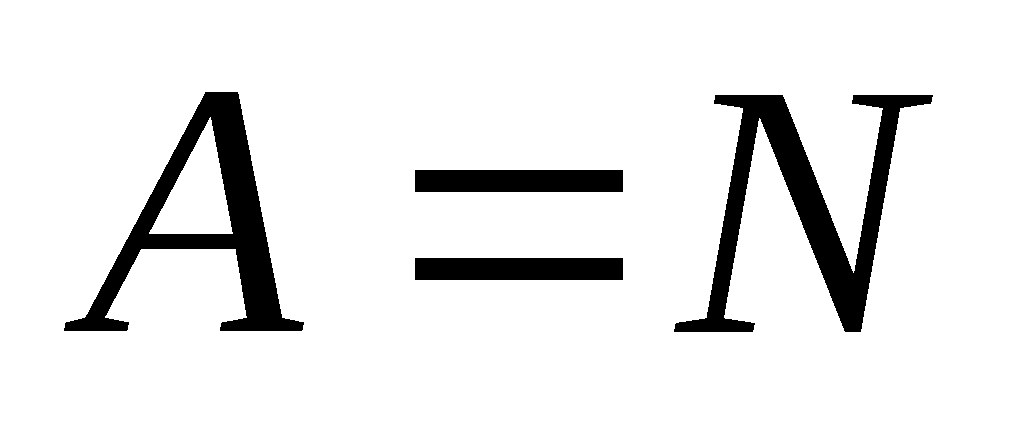 A = N